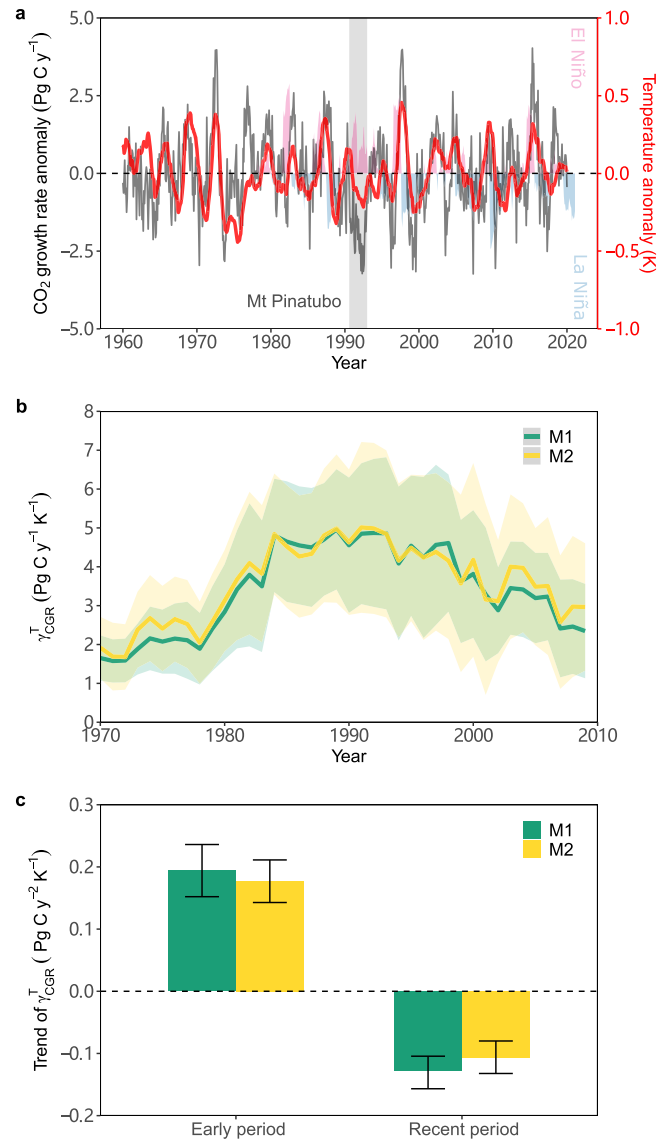 a
CO₂ growth rate anomaly (Pg C y⁻¹)
5.0
2.5
0.0
−2.5
−5.0
El Niño
La Niña
Mt Pinatubo
1.0
0.5
0.0
−0.5
−1.0
Temperature anomaly (K)
1960 1970 1980 1990 2000 2010 2020
Year
b
γᵀCGR (Pg C y⁻¹ K⁻¹)
8
7
6
5
4
3
2
1
0
M1
M2
1970 1980 1990 2000 2010
Year
c
Trend of γᵀCGR ( Pg C y⁻² K⁻¹)
0.3
0.2
0.1
0.0
−0.1
−0.2
M1
M2
Early period Recent period